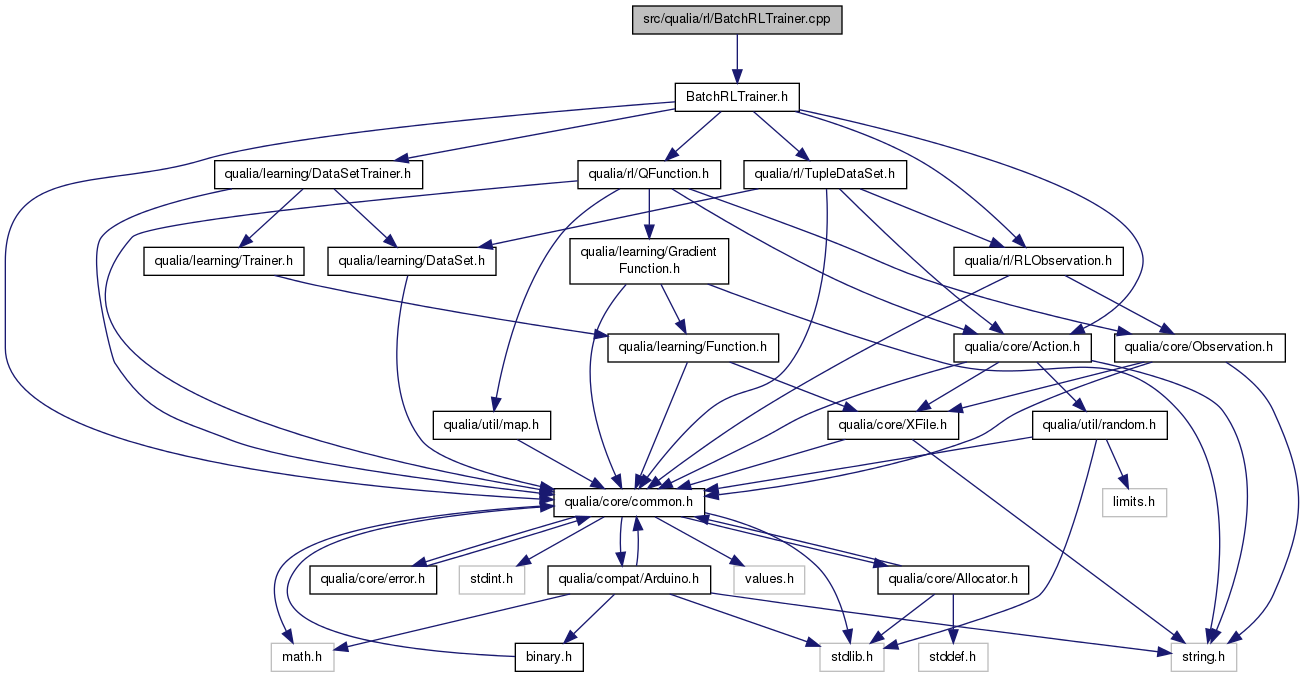 src/qualia/rl/BatchRLTrainer.cpp
BatchRLTrainer.h
qualia/learning/DataSetTrainer.h
qualia/rl/QFunction.h
qualia/rl/TupleDataSet.h
qualia/learning/Trainer.h
qualia/learning/DataSet.h
qualia/learning/Gradient
Function.h
qualia/rl/RLObservation.h
qualia/learning/Function.h
qualia/core/Action.h
qualia/core/Observation.h
qualia/util/map.h
qualia/core/XFile.h
qualia/util/random.h
qualia/core/common.h
limits.h
qualia/core/error.h
stdint.h
qualia/compat/Arduino.h
values.h
qualia/core/Allocator.h
math.h
binary.h
stdlib.h
stddef.h
string.h